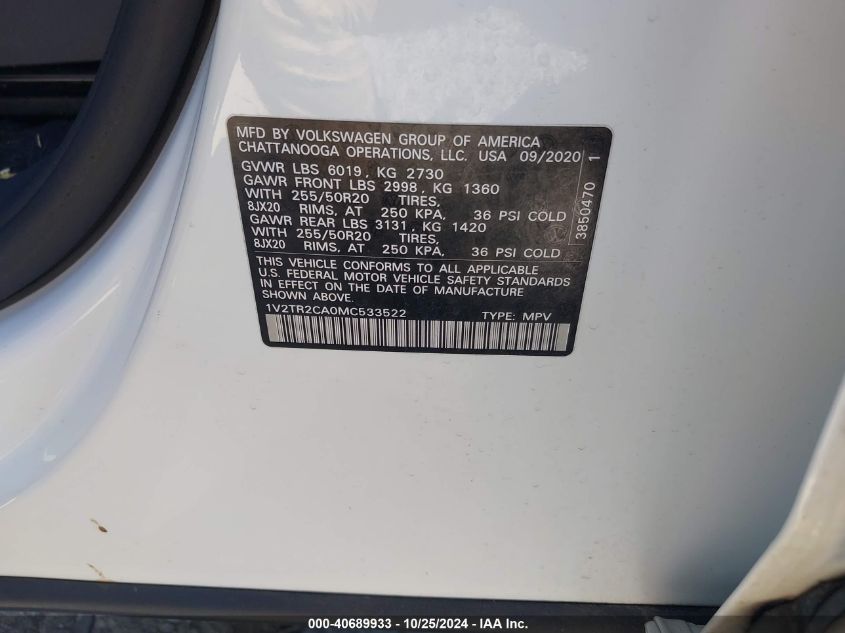 MFD BY VOLKSWAGEN GROUP OF AMERICA
CHATTANOOGA OPERATIONS, LLC. USA 09/2020
GVWR LBS 6019, KG 2730
GAWR FRONT LBS 2998, KG 1360
WITH 255/50R20 TIRES,
8JX20 RIMS, AT 250 KPA, 36 PSI COLD
GAWR REAR LBS 3131, KG 1420
WITH 255/50R20 TIRES,
8JX20 RIMS, AT 250 KPA, 36 PSI COLD
THIS VEHICLE CONFORMS TO ALL APPLICABLE
U.S. FEDERAL MOTOR VEHICLE SAFETY STANDARDS
IN EFFECT ON THE DATE OF MANUFACTURE
SHOWN ABOVE.
1V2TR2CA0MC533522 TYPE: MPV
3850470 1
000-40689933 - 10/25/2024 - IAA Inc.